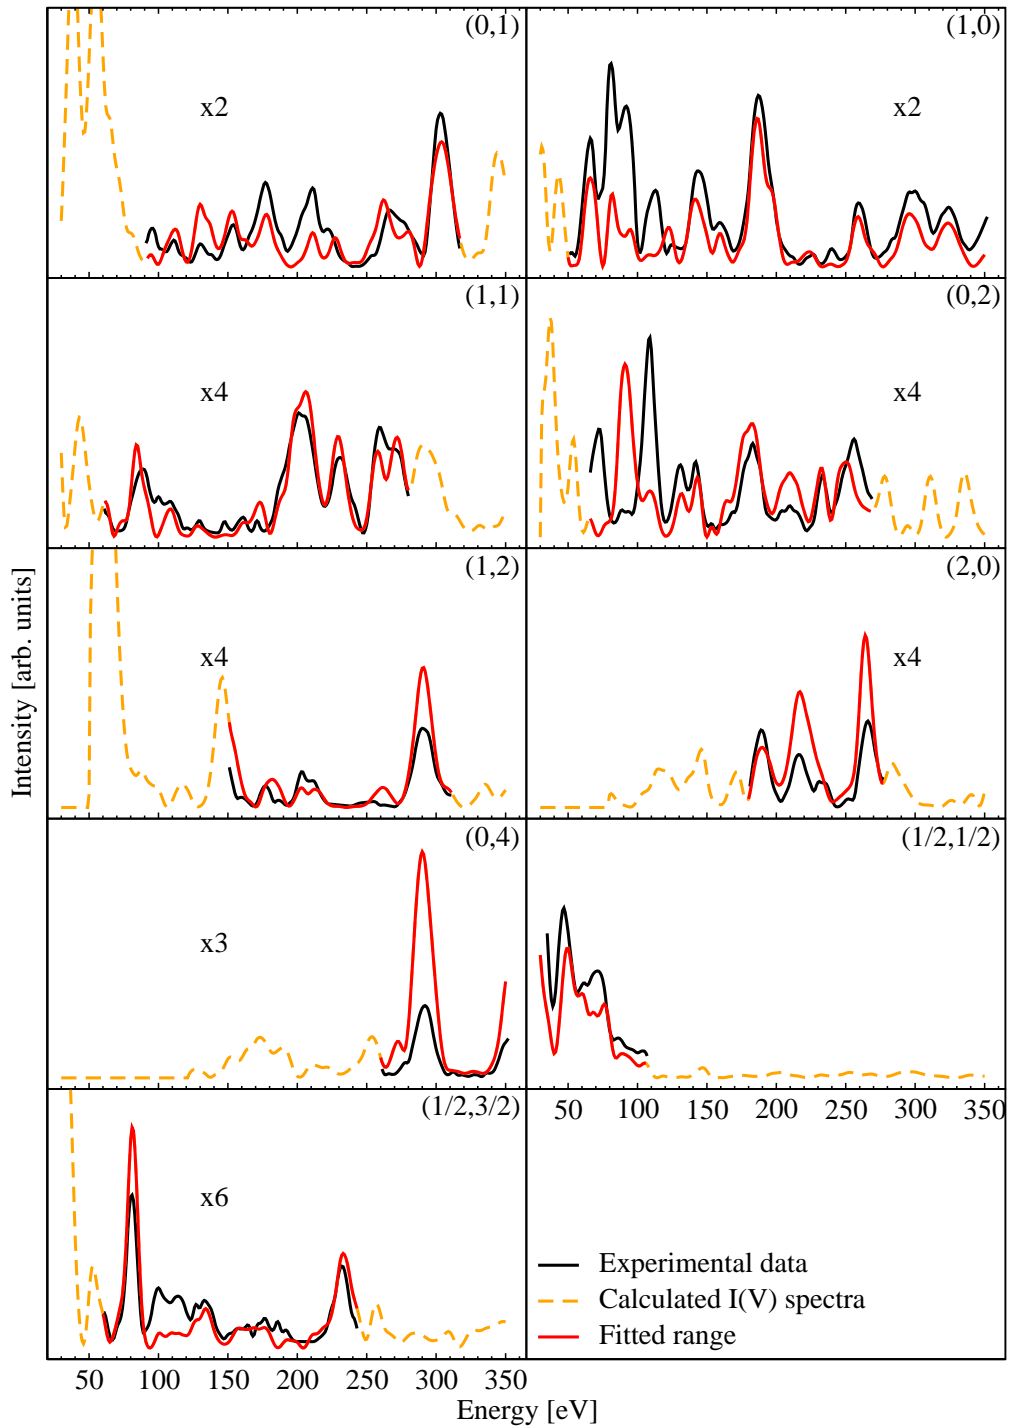 (0,1)
x2
(1,0)
x2
(1,1)
x4
(0,2)
x4
(1,2)
x4
(2,0)
x4
(0,4)
x3
(1/2,1/2)
50 100 150 200 250 300 350
(1/2,3/2)
x6
Experimental data
Calculated I(V) spectra
Fitted range
50 100 150 200 250 300 350
Energy [eV]
Intensity [arb. units]